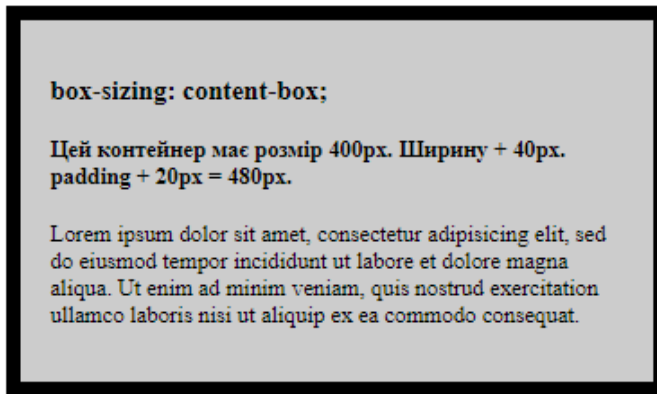 box-sizing: content-box;
Цей контейнер має розмір 400px. Ширину + 40px.
padding + 20px = 480px.
Lorem ipsum dolor sit amet, consectetur adipisicing elit, sed
do eiusmod tempor incididunt ut labore et dolore magna
aliqua. Ut enim ad minim veniam, quis nostrud exercitation
ullamco laboris nisi ut aliquip ex ea commodo consequat.